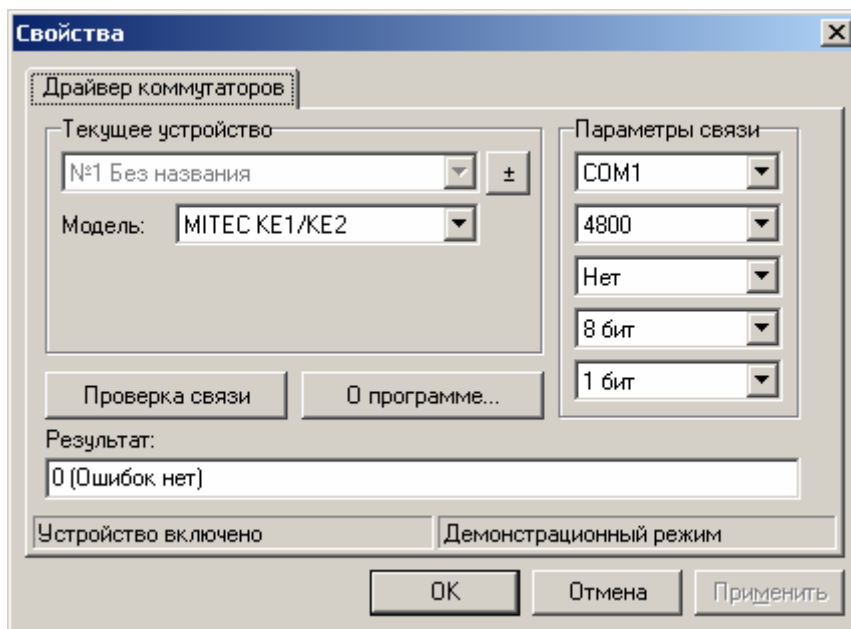 Свойства
Драйвер коммутаторов
Текущее устройство
№1 Без названия
±
Модель: MITEC KE1/KE2
Параметры связи
COM1
4800
Нет
8 бит
1 бит
Проверка связи
О программе...
Результат:
0 (Ошибок нет)
Устройство включено
Демонстрационный режим
OK
Отмена
Применить